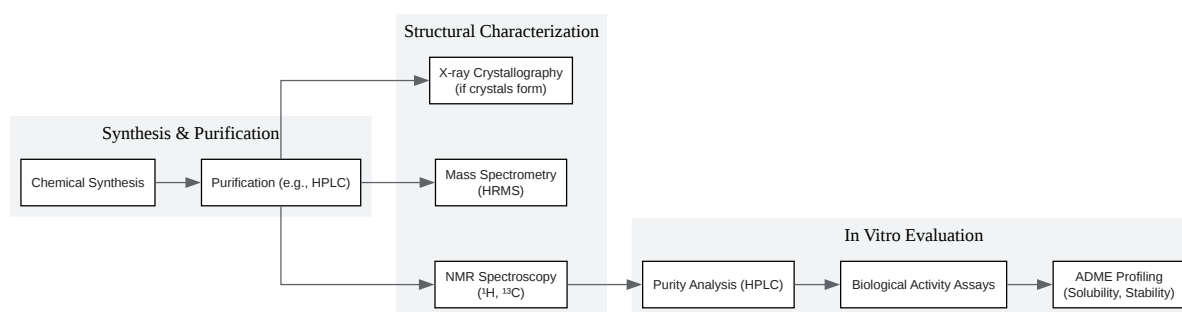 Structural Characterization
X-ray Crystallography
(if crystals form)
Synthesis & Purification
Chemical Synthesis
Purification (e.g., HPLC)
Mass Spectrometry
(HRMS)
In Vitro Evaluation
NMR Spectroscopy
(¹H, ¹³C)
Purity Analysis (HPLC)
Biological Activity Assays
ADME Profiling
(Solubility, Stability)